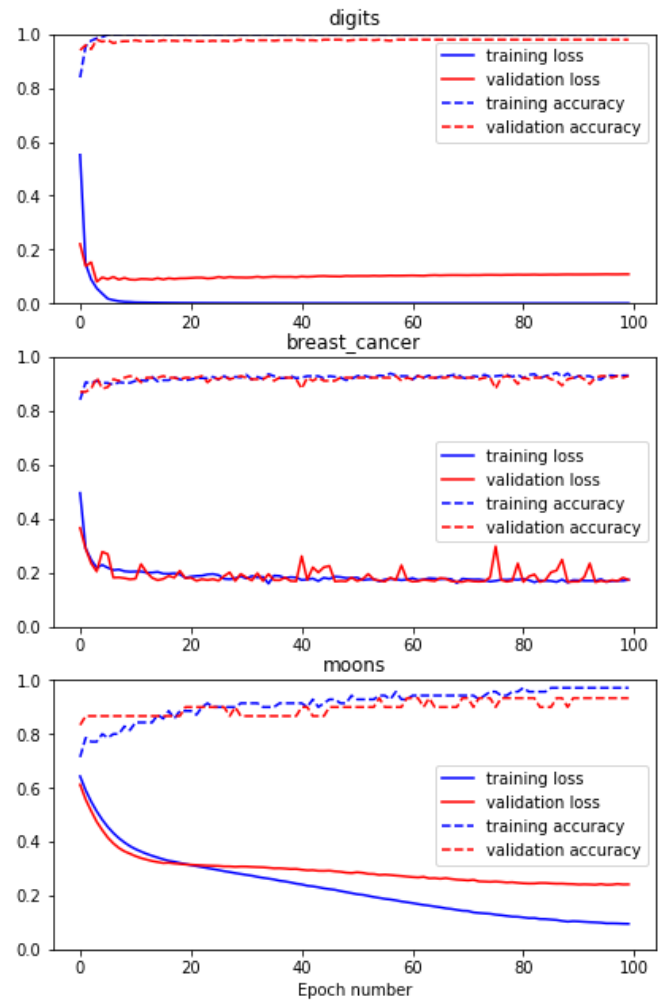 digits
1.0
0.8
0.6
0.4
0.2
0.0
training loss
validation loss
training accuracy
validation accuracy
0 20 40 60 80 100
breast_cancer
1.0
0.8
0.6
0.4
0.2
0.0
training loss
validation loss
training accuracy
validation accuracy
0 20 40 60 80 100
moons
1.0
0.8
0.6
0.4
0.2
0.0
training loss
validation loss
training accuracy
validation accuracy
0 20 40 60 80 100
Epoch number